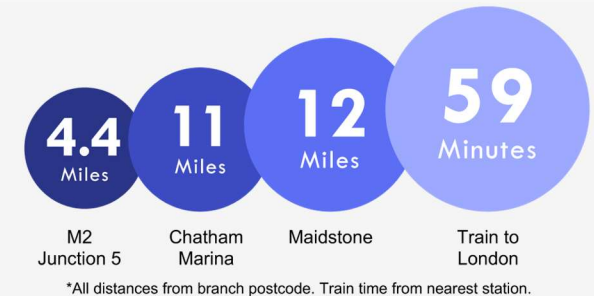 4.4
Miles
M2
Junction 5
11
Miles
Chatham
Marina
12
Miles
Maidstone
59
Minutes
Train to
London
*All distances from branch postcode. Train time from nearest station.